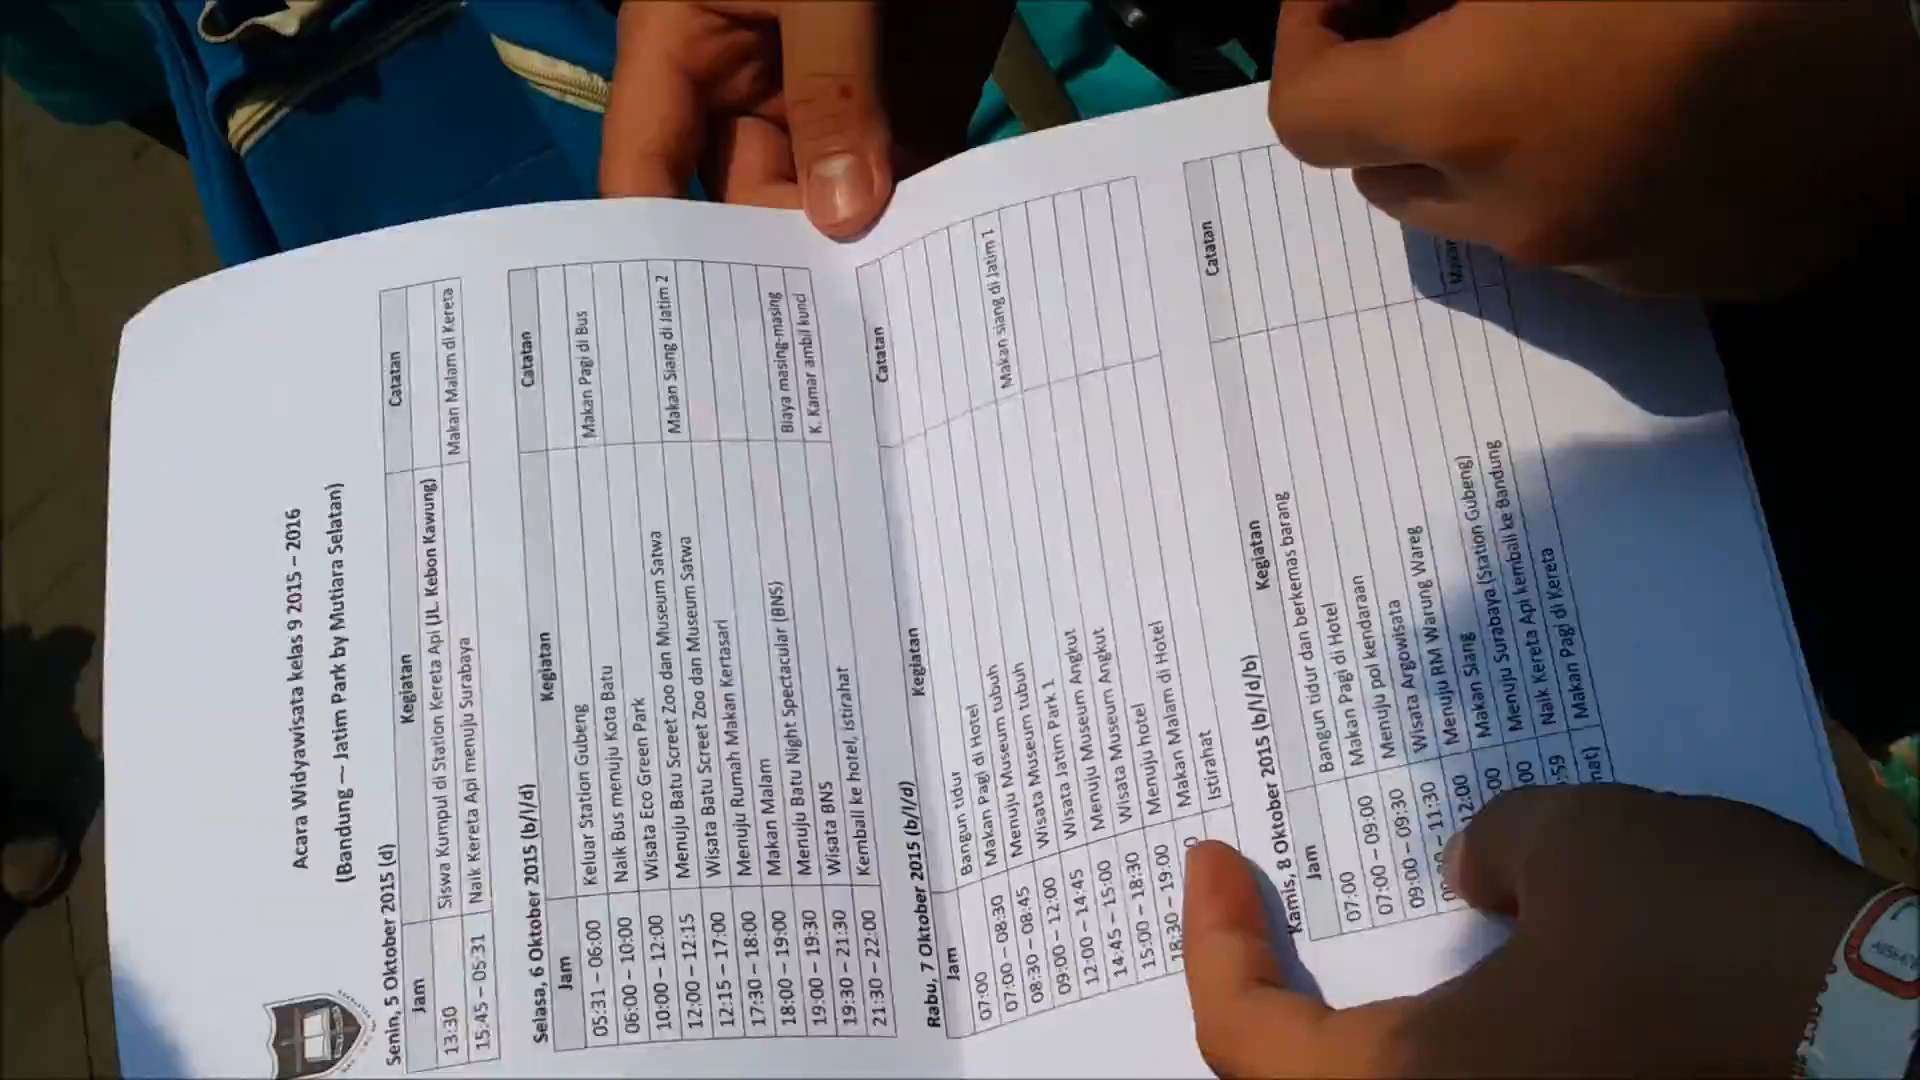 Acara Widyawisata kelas 9 2015 – 2016
(Bandung –- Jatim Park by Mutiara Selatan)
Senin, 5 Oktober 2015 (d)
Jam Kegiatan Catatan
13:30 Siswa Kumpul di Station Kereta Api (JL. Kebon Kawung)
15:45 – 05:31 Naik Kereta Api menuju Surabaya Makan Malam di Kereta
Selasa, 6 Oktober 2015 (b/l/d)
Jam Kegiatan Catatan
05:31 – 06:00 Keluar Station Gubeng
06:00 – 10:00 Naik Bus menuju Kota Batu Makan Pagi di Bus
10:00 – 12:00 Wisata Eco Green Park
12:00 – 12:15 Menuju Batu Screet Zoo dan Museum Satwa
12:15 – 17:00 Wisata Batu Screet Zoo dan Museum Satwa Makan Siang di Jatim 2
17:30 – 18:00 Menuju Rumah Makan Kertasari
18:00 – 19:00 Makan Malam
19:00 – 19:30 Menuju Batu Night Spectacular (BNS)
19:30 – 21:30 Wisata BNS Biaya masing-masing
21:30 – 22:00 Kembali ke hotel, istirahat K. Kamar ambil kunci
Rabu, 7 Oktober 2015 (b/l/d)
Jam Kegiatan Catatan
07:00 Bangun tidur
07:00 – 08:30 Makan Pagi di Hotel
08:30 – 08:45 Menuju Museum tubuh
09:00 – 12:00 Wisata Museum tubuh
12:00 – 14:45 Wisata Jatim Park 1 Makan siang di Jatim 1
14:45 – 15:00 Menuju Museum Angkut
15:00 – 18:30 Wisata Museum Angkut
18:30 – 19:00 Menuju hotel
Makan Malam di Hotel
Istirahat
Kamis, 8 Oktober 2015 (b/l/d/b)
Jam Kegiatan Catatan
07:00 Bangun tidur dan berkemas barang
07:00 – 09:00 Makan Pagi di Hotel
09:00 – 09:30 Menuju pol kendaraan
– 11:30 Wisata Argowisata
12:00 Menuju RM Warung Wareg
:00 Makan Siang
:00 Menuju Surabaya (Station Gubeng)
:59 Naik Kereta Api kembali ke Bandung
mat) Makan Pagi di Kereta